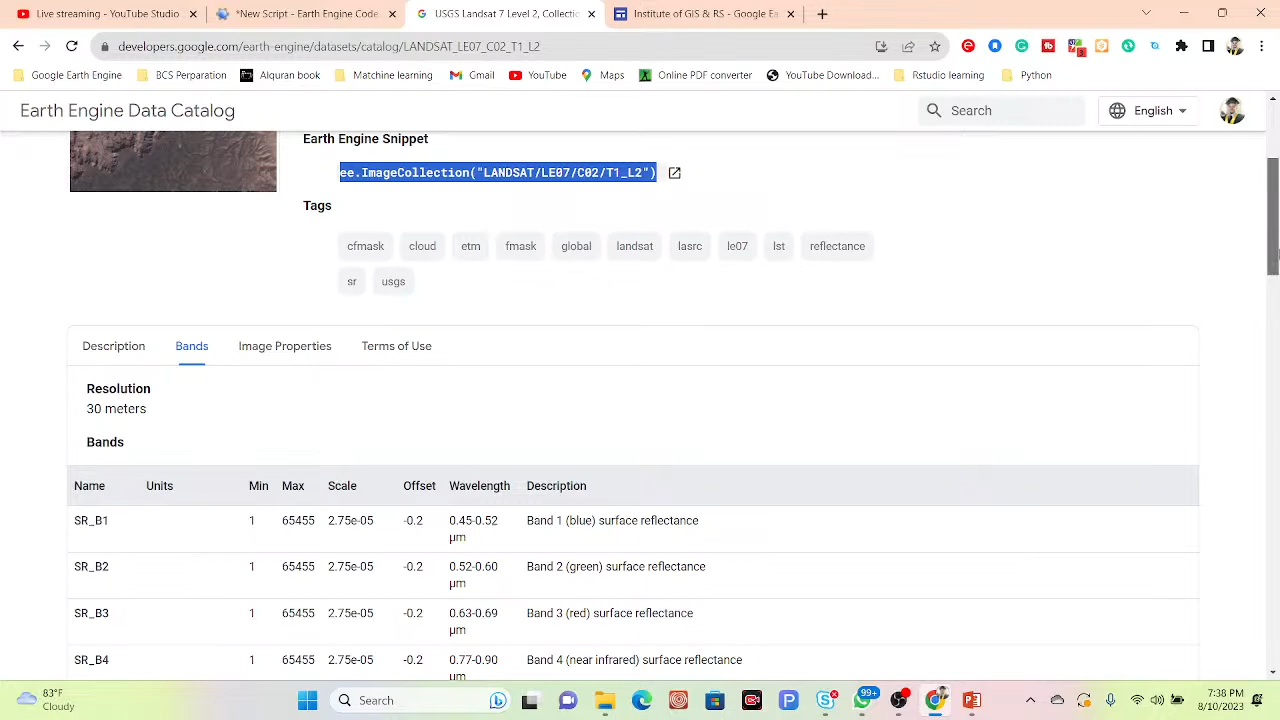 Live streaming - YouTube Studio
*New Script - Earth Engine Code
USGS Landsat 7 Level 2, Collectic
Institute of GIS & RS - Google Ea
developers.google.com/earth-engine/datasets/catalog/LANDSAT_LE07_C02_T1_L2
Google Earth Engine
BCS Perparation
Alquran book
Matchine learning
Gmail
YouTube
Maps
Online PDF converter
YouTube Download...
Rstudio learning
Python
Earth Engine Data Catalog
Search
English
Earth Engine Snippet
ee.ImageCollection("LANDSAT/LE07/C02/T1_L2")
Tags
cfmask cloud etm fmask global landsat lasrc le07 lst reflectance
sr usgs
Description Bands Image Properties Terms of Use
Resolution
30 meters
Bands
Name Units Min Max Scale Offset Wavelength Description
SR_B1 1 65455 2.75e-05 -0.2 0.45-0.52 Band 1 (blue) surface reflectance
μm
SR_B2 1 65455 2.75e-05 -0.2 0.52-0.60 Band 2 (green) surface reflectance
μm
SR_B3 1 65455 2.75e-05 -0.2 0.63-0.69 Band 3 (red) surface reflectance
μm
SR_B4 1 65455 2.75e-05 -0.2 0.77-0.90 Band 4 (near infrared) surface reflectance
μm
83°F
Cloudy
Search
99+
7:38 PM
8/10/2023